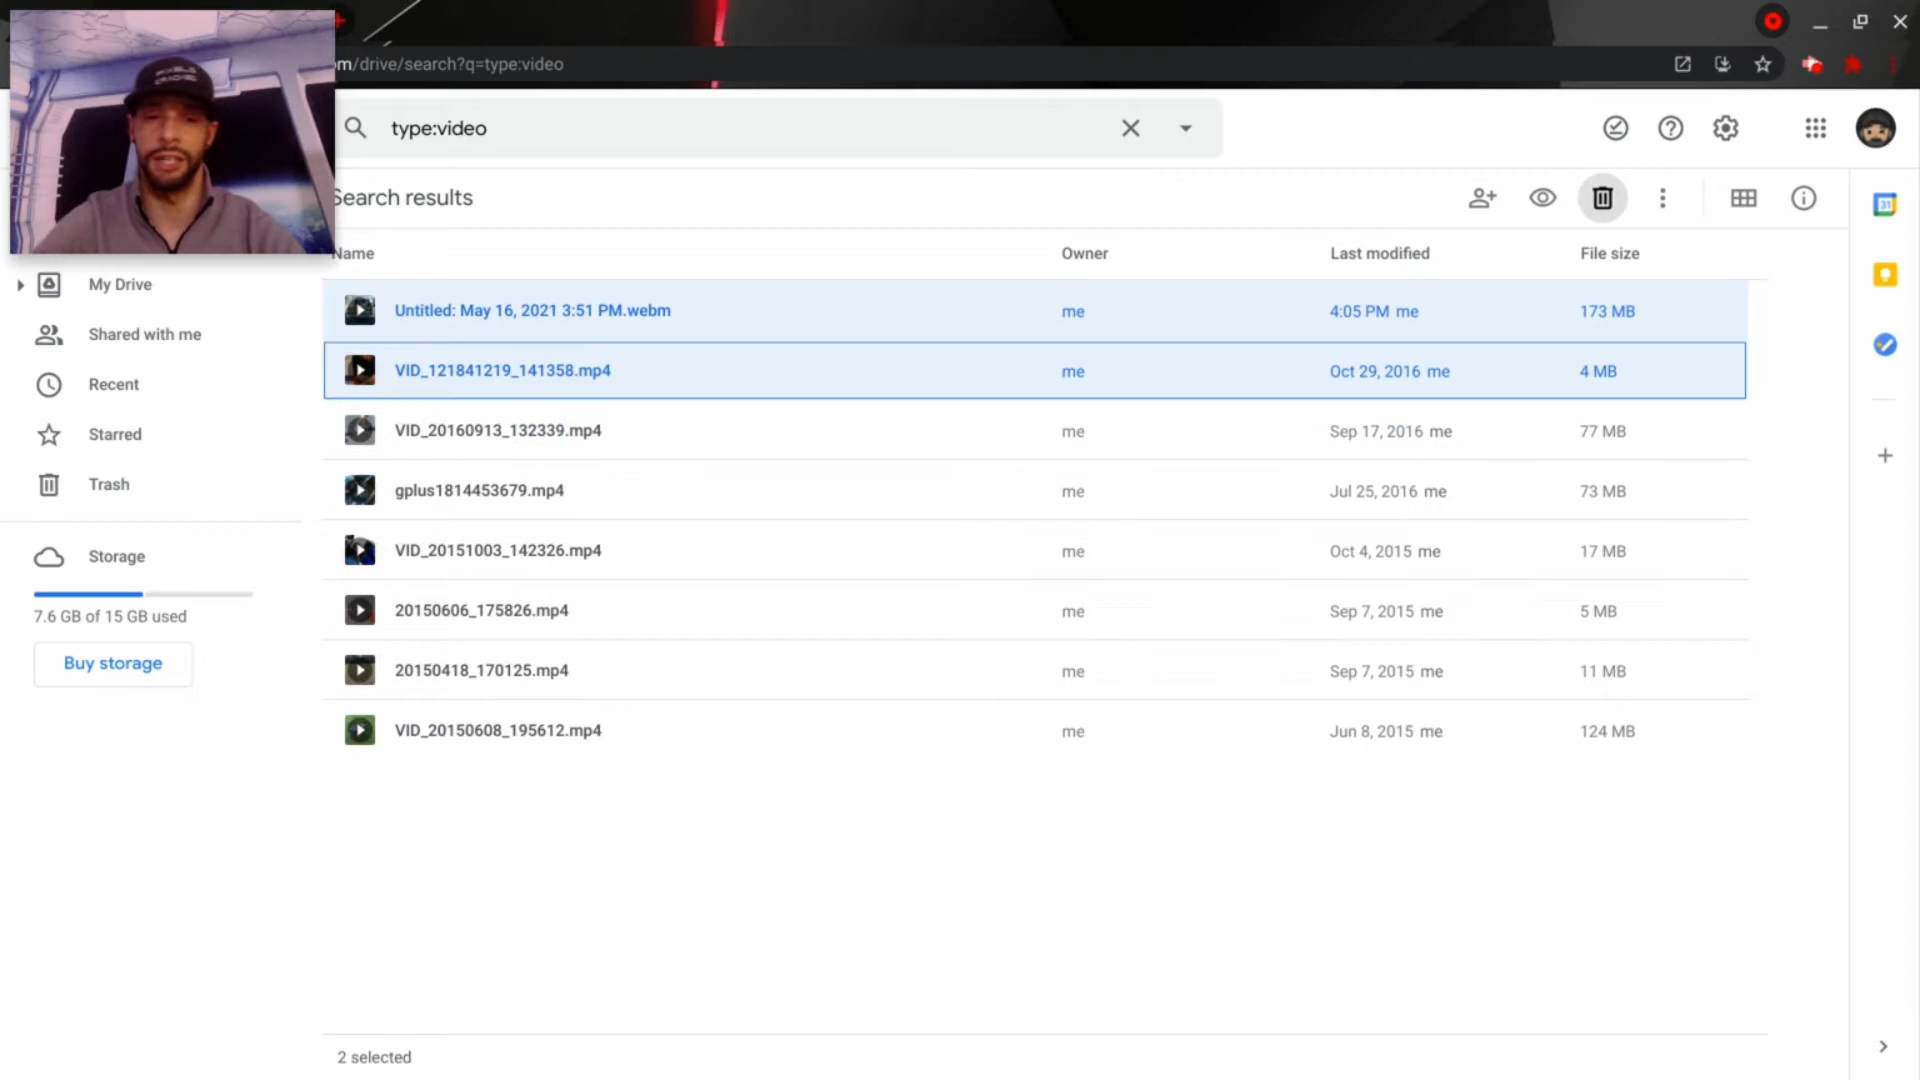 m/drive/search?q=type:video
type:video
Search results
Name Owner Last modified File size
My Drive
Shared with me
Recent
Starred
Trash
Storage
7.6 GB of 15 GB used
Buy storage
Untitled: May 16, 2021 3:51 PM.webm me 4:05 PM me 173 MB
VID_121841219_141358.mp4 me Oct 29, 2016 me 4 MB
VID_20160913_132339.mp4 me Sep 17, 2016 me 77 MB
gplus1814453679.mp4 me Jul 25, 2016 me 73 MB
VID_20151003_142326.mp4 me Oct 4, 2015 me 17 MB
20150606_175826.mp4 me Sep 7, 2015 me 5 MB
20150418_170125.mp4 me Sep 7, 2015 me 11 MB
VID_20150608_195612.mp4 me Jun 8, 2015 me 124 MB
2 selected
31